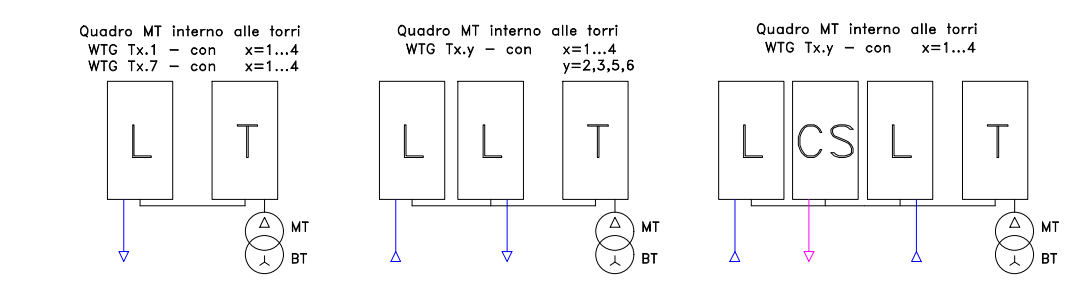 Quadro MT interno alle torri
WTG Tx.1 – con x=1...4
WTG Tx.7 – con x=1...4
L
T
MT
BT
Quadro MT interno alle torri
WTG Tx.y – con x=1...4
y=2,3,5,6
L
L
T
MT
BT
Quadro MT interno alle torri
WTG Tx.y – con x=1...4
L
CS
L
T
MT
BT